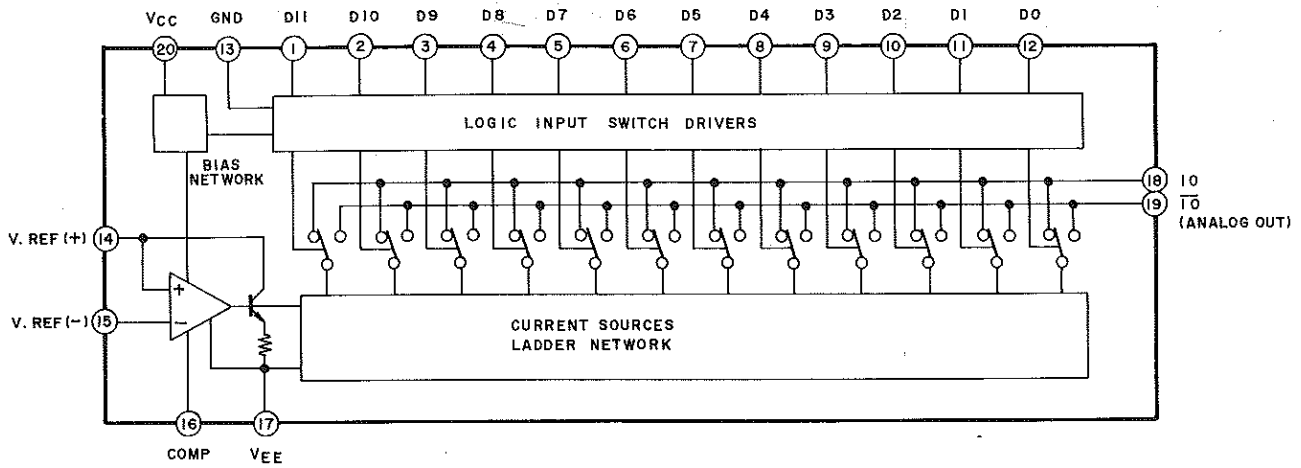 VCC GND D11 D10 D9 D8 D7 D6 D5 D4 D3 D2 D1 D0
20 13 1 2 3 4 5 6 7 8 9 10 11 12
LOGIC INPUT SWITCH DRIVERS
BIAS
NETWORK
18 IO
19 IO
(ANALOG OUT)
V. REF (+) 14
+
V. REF (-) 15
−
CURRENT SOURCES
LADDER NETWORK
16 17
COMP VEE